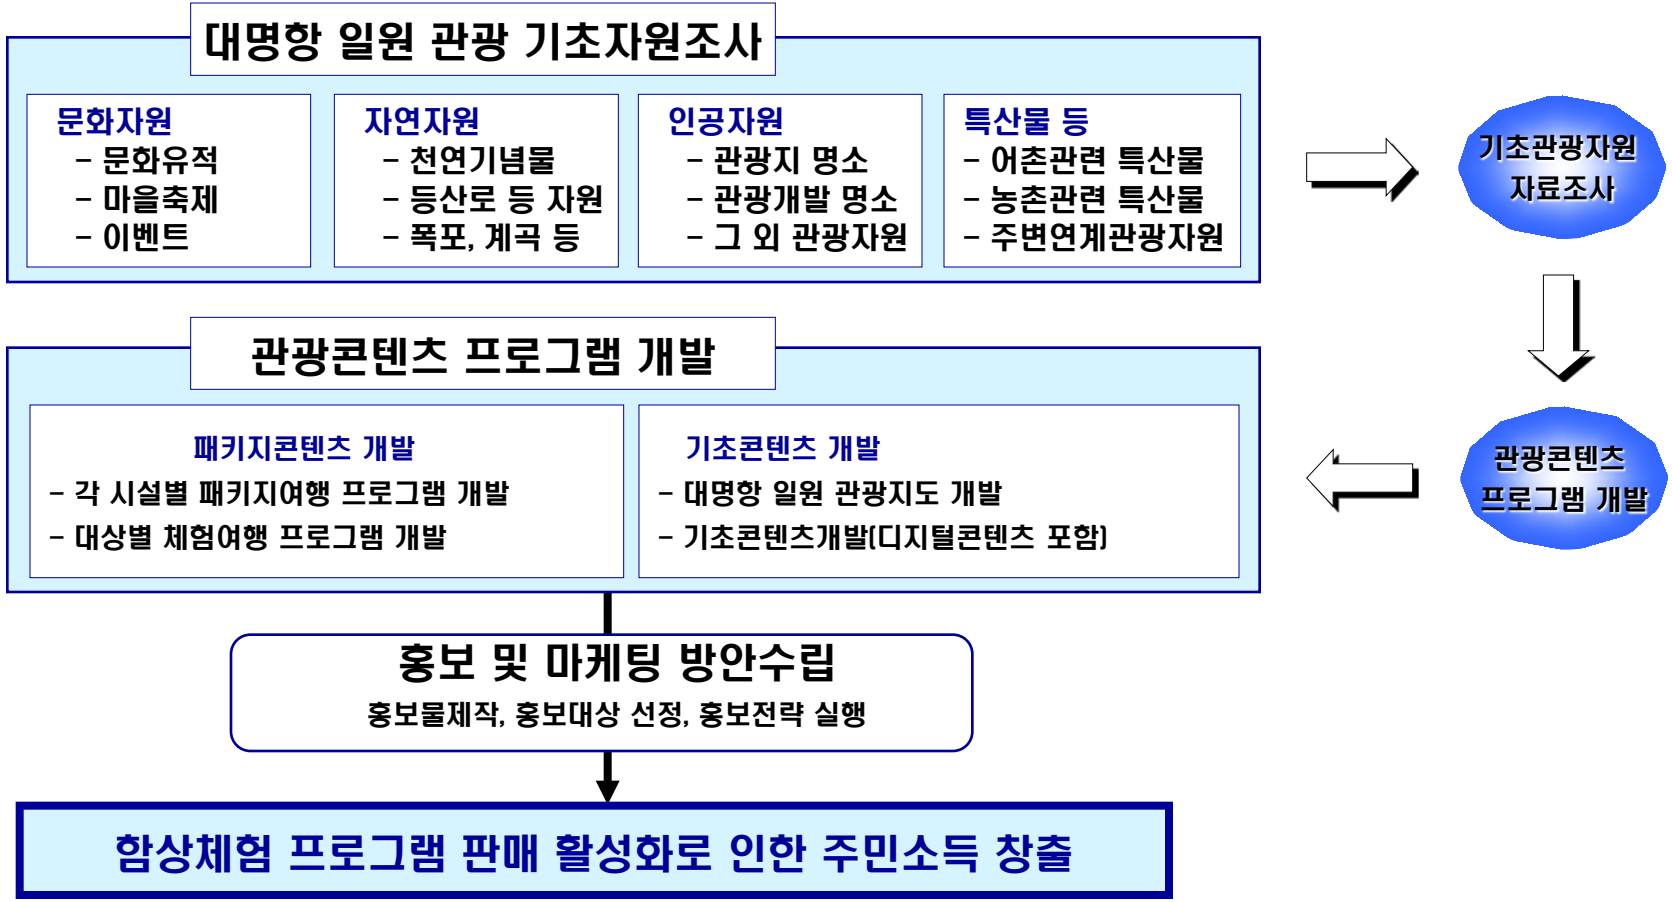 대명항 일원 관광 기초자원조사
문화자원
- 문화유적
- 마을축제
- 이벤트
자연자원
- 천연기념물
- 등산로 등 자원
- 폭포, 계곡 등
인공자원
- 관광지 명소
- 관광개발 명소
- 그 외 관광자원
특산물 등
- 어촌관련 특산물
- 농촌관련 특산물
- 주변연계관광자원
기초관광자원
자료조사
관광콘텐츠 프로그램 개발
패키지콘텐츠 개발
- 각 시설별 패키지여행 프로그램 개발
- 대상별 체험여행 프로그램 개발
기초콘텐츠 개발
- 대명항 일원 관광지도 개발
- 기초콘텐츠개발(디지털콘텐츠 포함)
관광콘텐츠
프로그램 개발
홍보 및 마케팅 방안수립
홍보물제작, 홍보대상 선정, 홍보전략 실행
함상체험 프로그램 판매 활성화로 인한 주민소득 창출